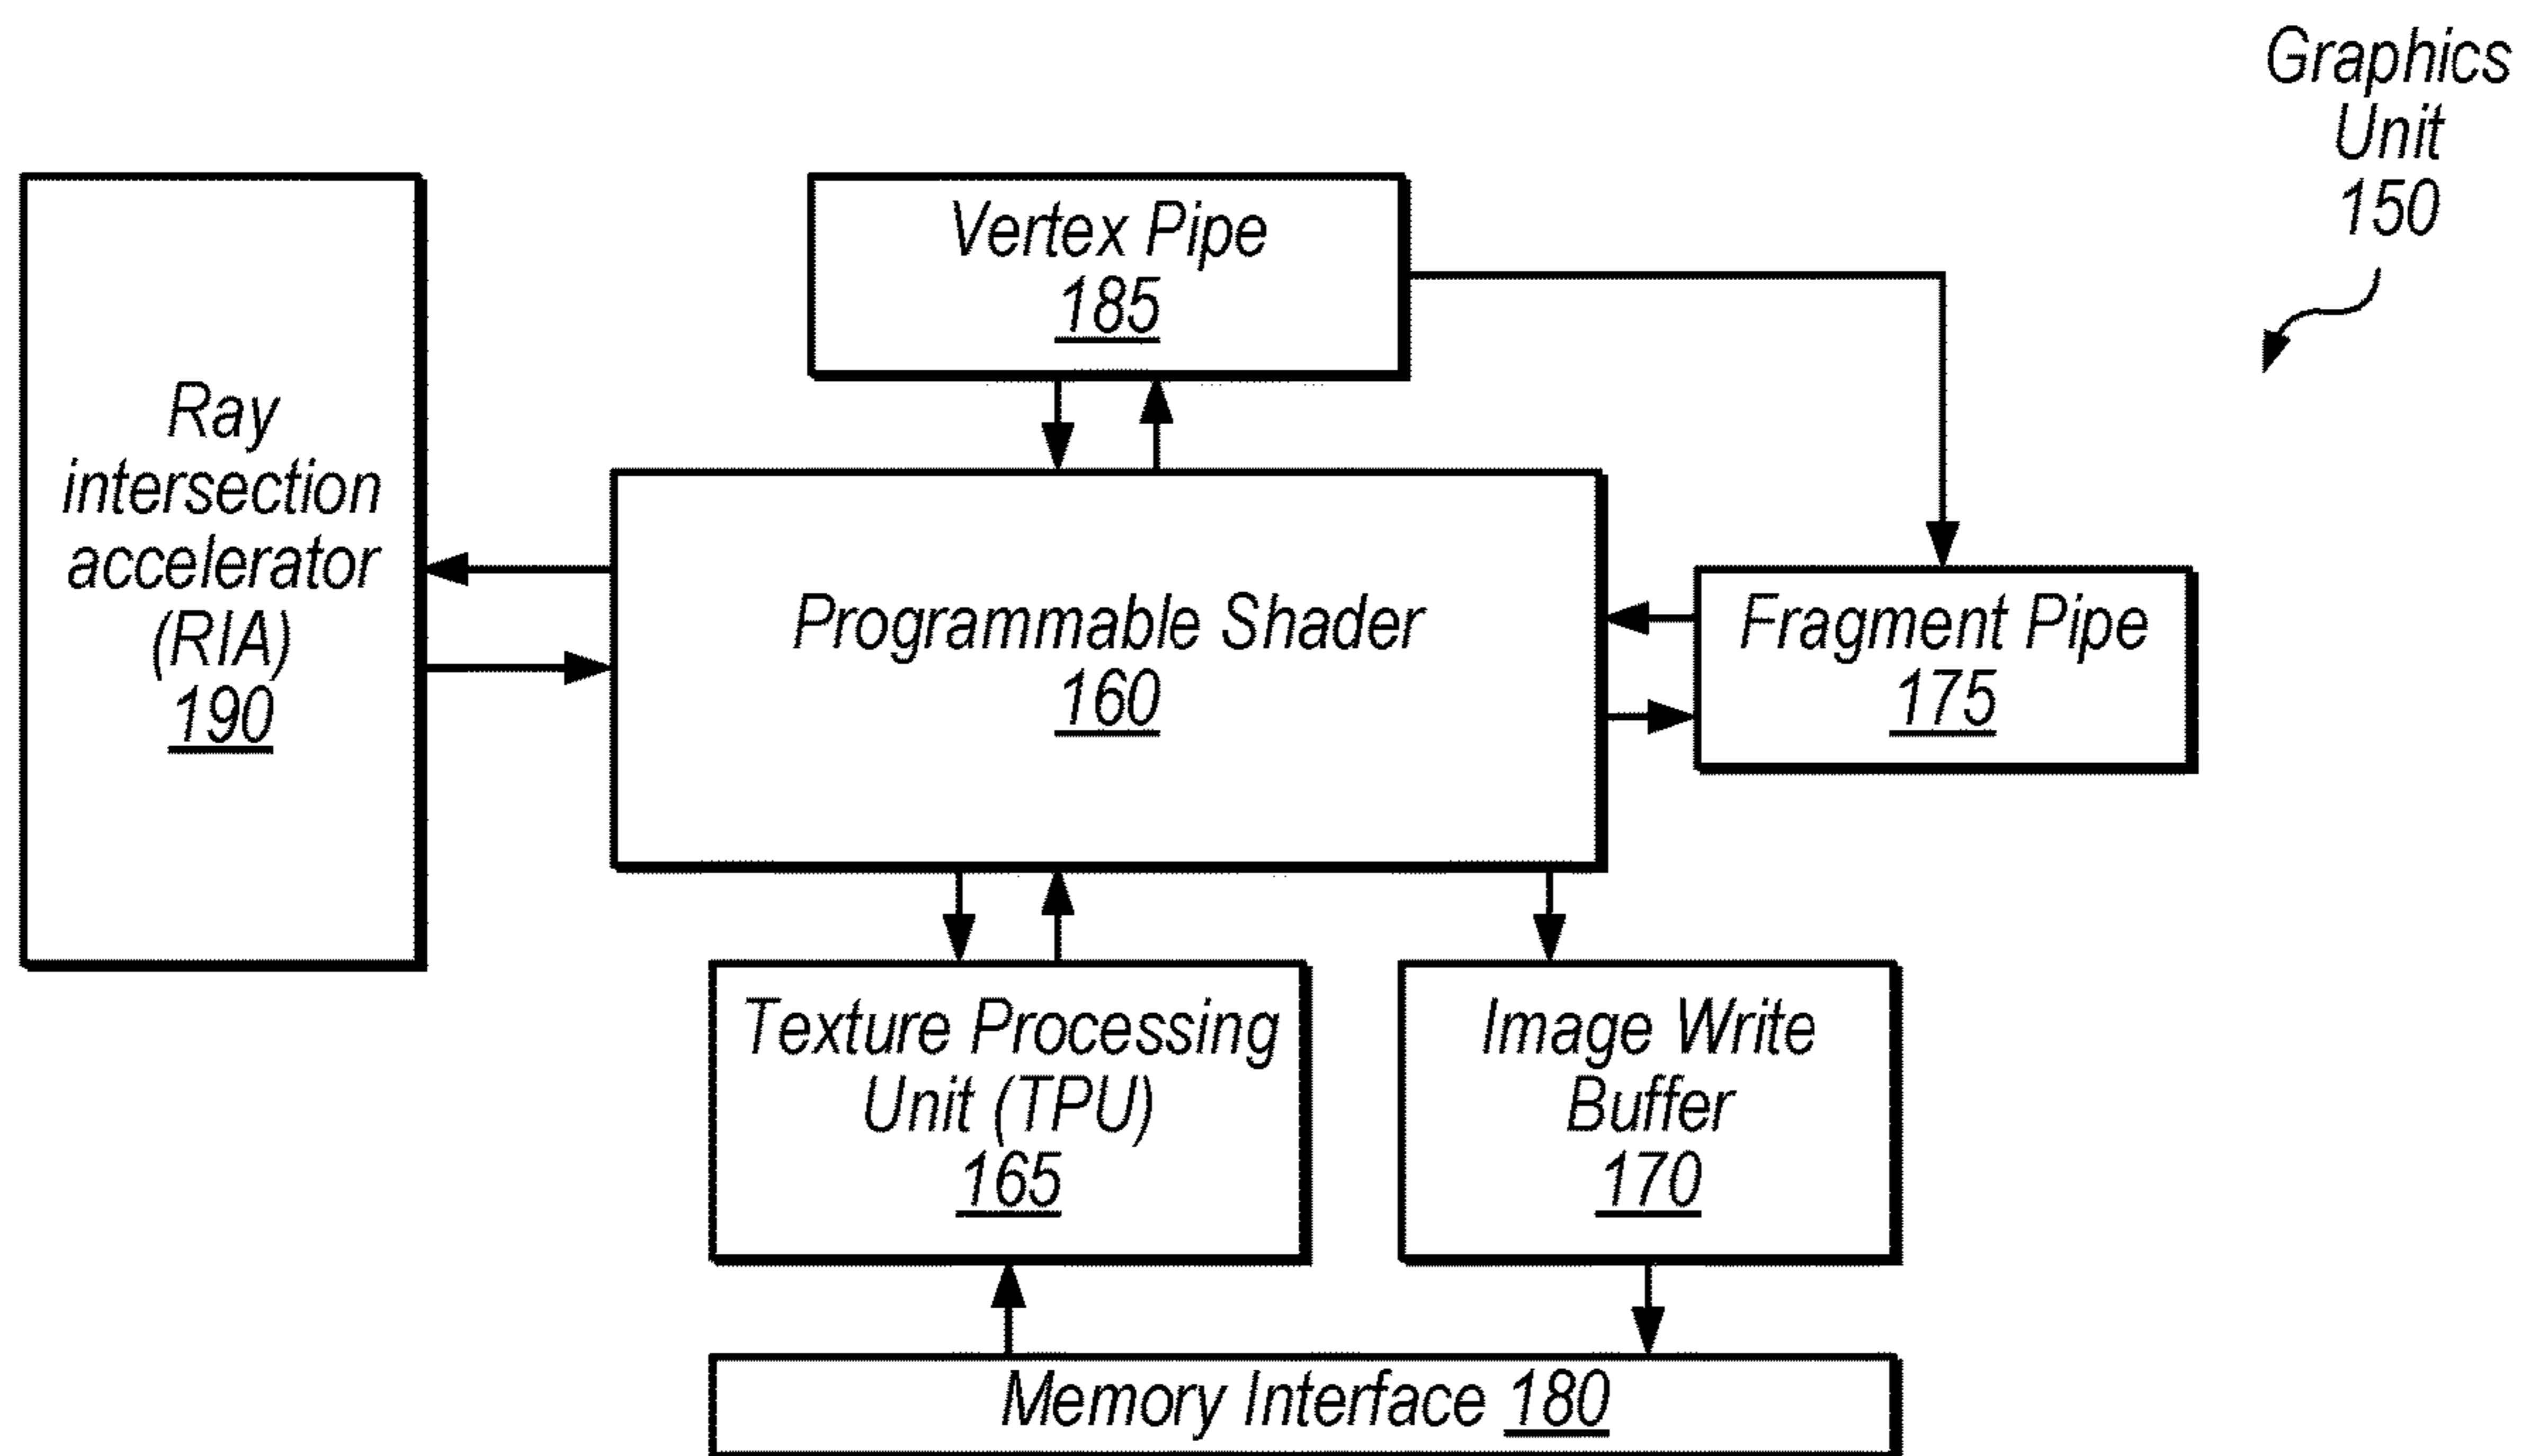 Graphics
Unit
150
Vertex Pipe
185
Ray
intersection
accelerator
(RIA)
190
Programmable Shader
160
Fragment Pipe
175
Texture Processing
Unit (TPU)
165
Image Write
Buffer
170
Memory Interface 180